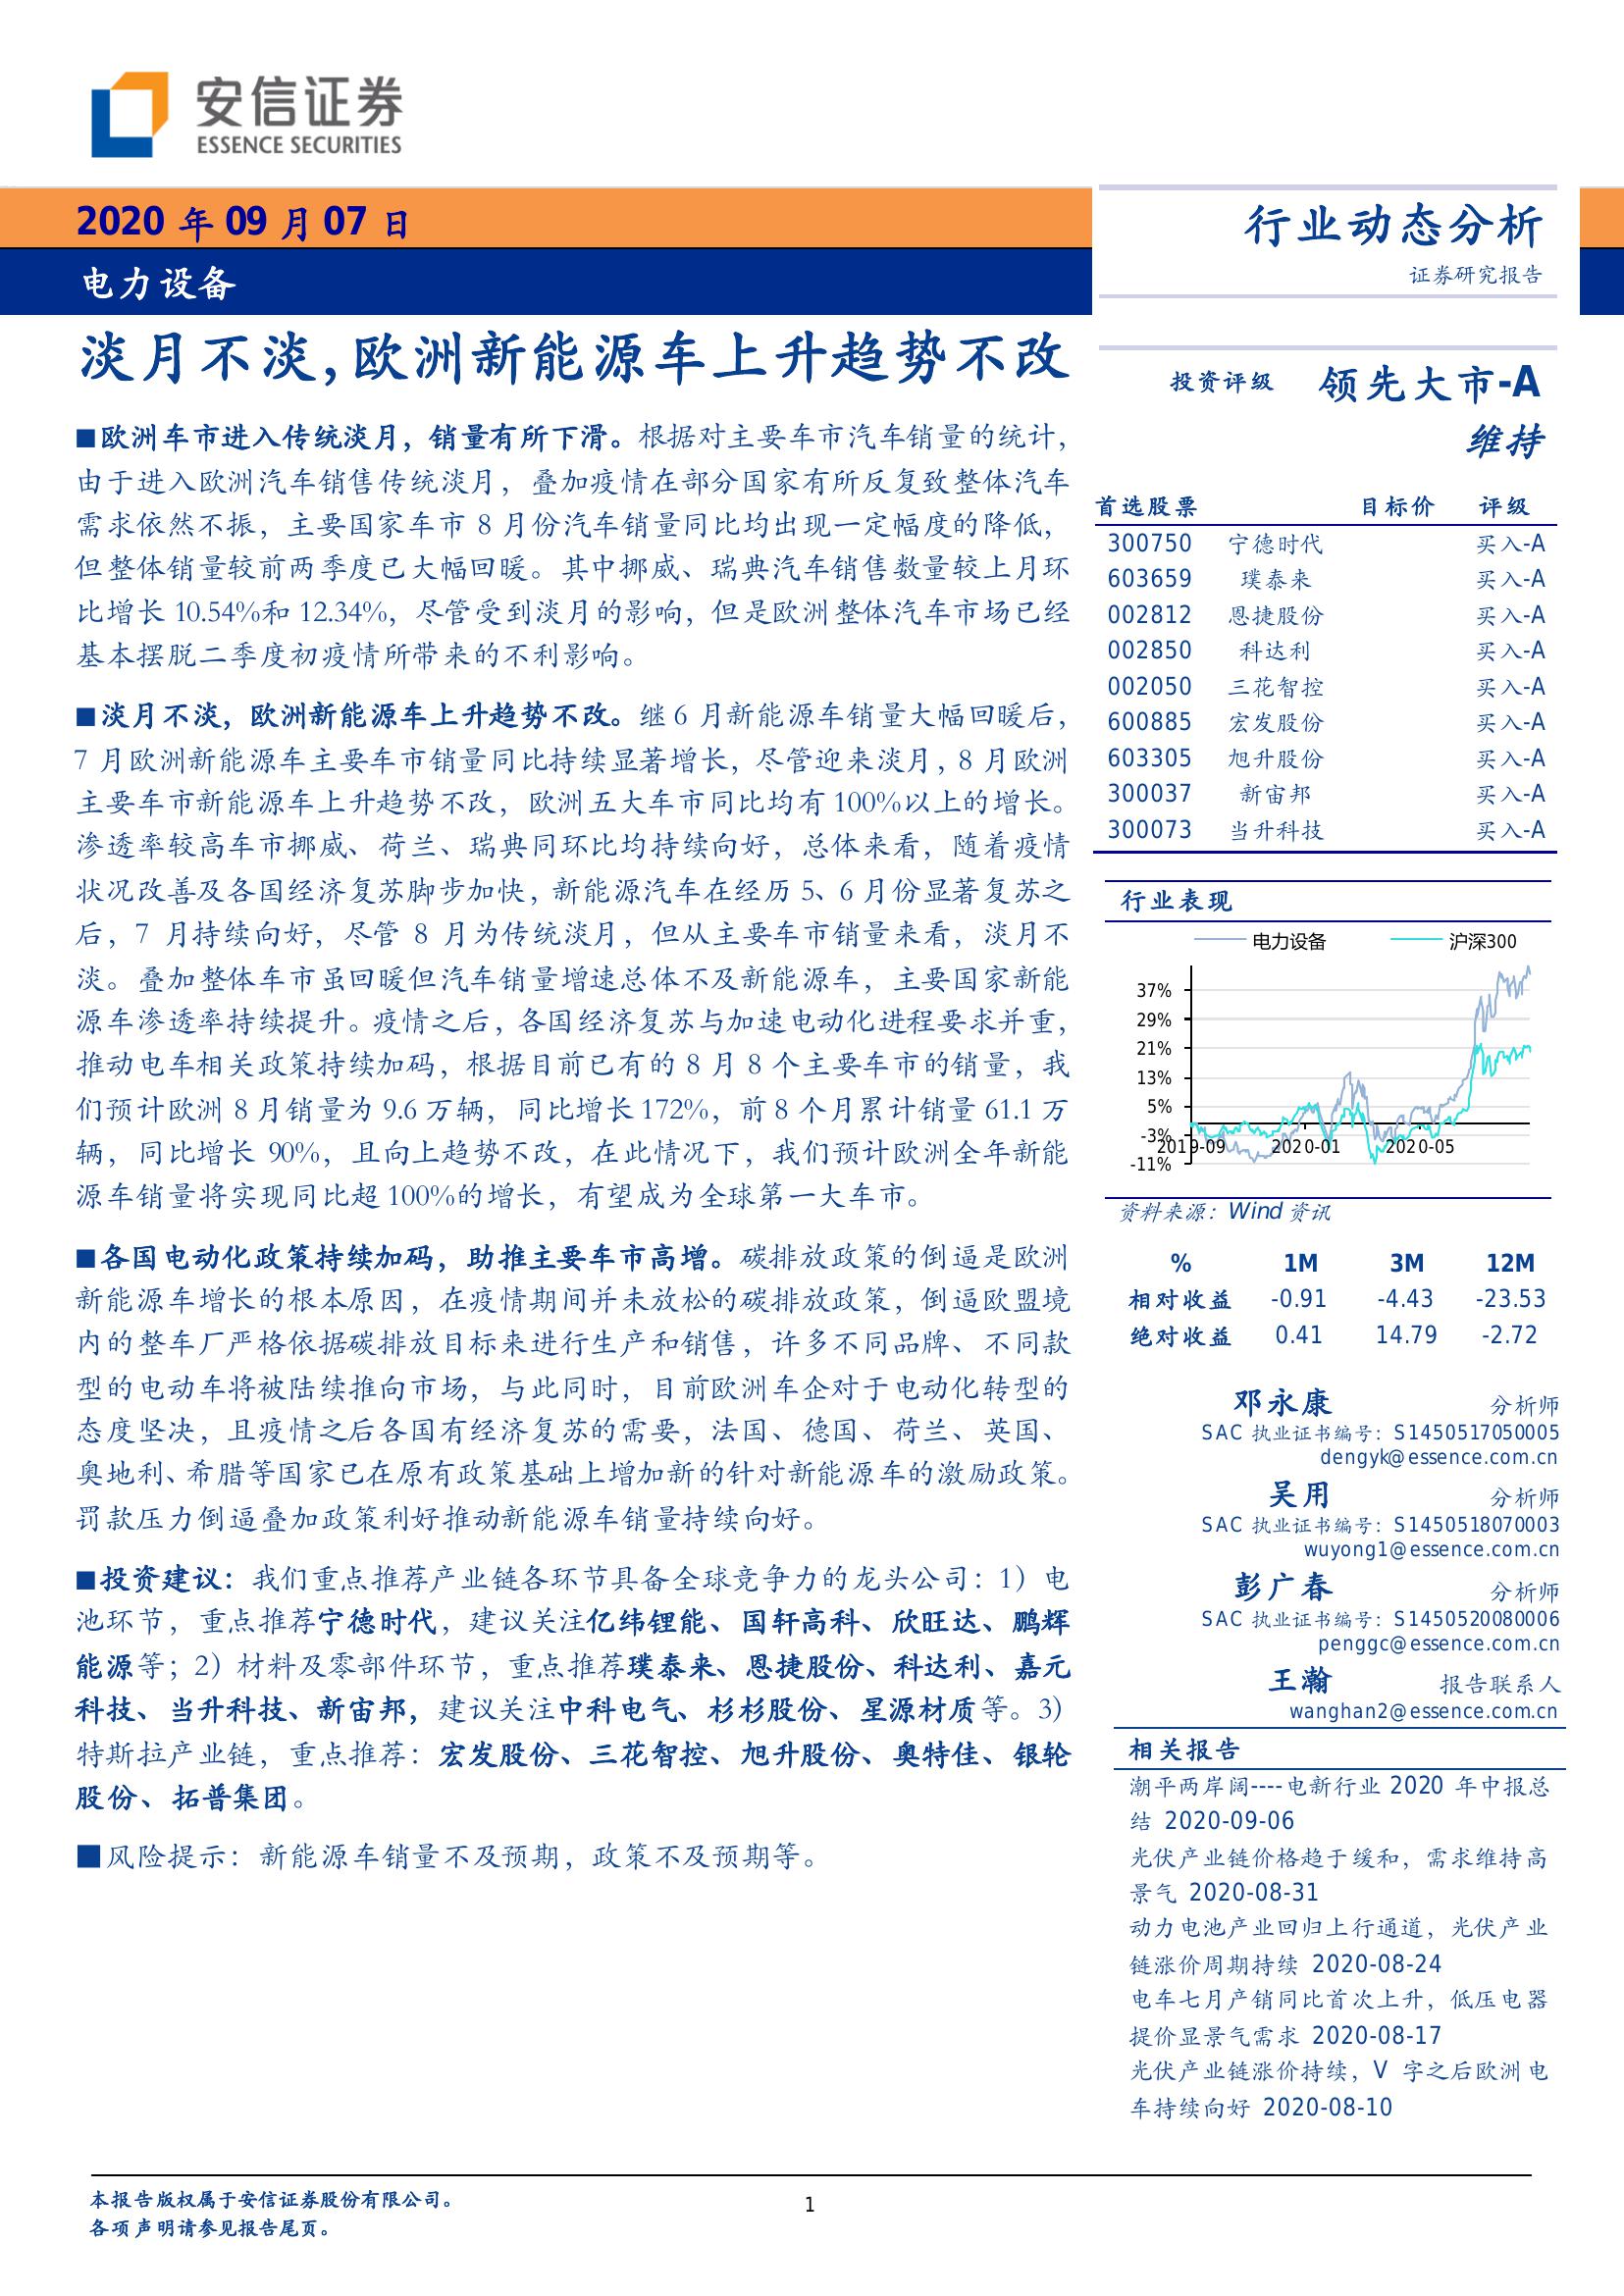 安信证券
ESSENCE SECURITIES
2020 年 09 月 07 日
电力设备
行业动态分析
证券研究报告
淡月不淡，欧洲新能源车上升趋势不改
■欧洲车市进入传统淡月，销量有所下滑。根据对主要车市汽车销量的统计，
由于进入欧洲汽车销售传统淡月，叠加疫情在部分国家有所反复致整体汽车
需求依然不振，主要国家车市 8 月份汽车销量同比均出现一定幅度的降低，
但整体销量较前两季度已大幅回暖。其中挪威、瑞典汽车销售数量较上月环
比增长 10.54%和 12.34%，尽管受到淡月的影响，但是欧洲整体汽车市场已经
基本摆脱二季度初疫情所带来的不利影响。
■淡月不淡，欧洲新能源车上升趋势不改。继 6 月新能源车销量大幅回暖后，
7 月欧洲新能源车主要车市销量同比持续显著增长，尽管迎来淡月，8 月欧洲
主要车市新能源车上升趋势不改，欧洲五大车市同比均有 100%以上的增长。
渗透率较高车市挪威、荷兰、瑞典同环比均持续向好，总体来看，随着疫情
状况改善及各国经济复苏脚步加快，新能源汽车在经历 5、6 月份显著复苏之
后，7 月持续向好，尽管 8 月为传统淡月，但从主要车市销量来看，淡月不
淡。叠加整体车市虽回暖但汽车销量增速总体不及新能源车，主要国家新能
源车渗透率持续提升。疫情之后，各国经济复苏与加速电动化进程要求并重，
推动电车相关政策持续加码，根据目前已有的 8 月 8 个主要车市的销量，我
们预计欧洲 8 月销量为 9.6 万辆，同比增长 172%，前 8 个月累计销量 61.1 万
辆，同比增长 90%，且向上趋势不改，在此情况下，我们预计欧洲全年新能
源车销量将实现同比超 100%的增长，有望成为全球第一大车市。
■各国电动化政策持续加码，助推主要车市高增。碳排放政策的倒逼是欧洲
新能源车增长的根本原因，在疫情期间并未放松的碳排放政策，倒逼欧盟境
内的整车厂严格依据碳排放目标来进行生产和销售，许多不同品牌、不同款
型的电动车将被陆续推向市场，与此同时，目前欧洲车企对于电动化转型的
态度坚决，且疫情之后各国有经济复苏的需要，法国、德国、荷兰、英国、
奥地利、希腊等国家已在原有政策基础上增加新的针对新能源车的激励政策。
罚款压力倒逼叠加政策利好推动新能源车销量持续向好。
■投资建议：我们重点推荐产业链各环节具备全球竞争力的龙头公司：1）电
池环节，重点推荐宁德时代，建议关注亿纬锂能、国轩高科、欣旺达、鹏辉
能源等；2）材料及零部件环节，重点推荐璞泰来、恩捷股份、科达利、嘉元
科技、当升科技、新宙邦，建议关注中科电气、杉杉股份、星源材质等。3）
特斯拉产业链，重点推荐：宏发股份、三花智控、旭升股份、奥特佳、银轮
股份、拓普集团。
■风险提示：新能源车销量不及预期，政策不及预期等。
投资评级 领先大市-A
维持
首选股票 目标价 评级
300750 宁德时代 买入-A
603659 璞泰来 买入-A
002812 恩捷股份 买入-A
002850 科达利 买入-A
002050 三花智控 买入-A
600885 宏发股份 买入-A
603305 旭升股份 买入-A
300037 新宙邦 买入-A
300073 当升科技 买入-A
行业表现
电力设备 沪深300
37%
29%
21%
13%
5%
-3%
2019-09 2020-01 2020-05
-11%
资料来源：Wind 资讯
% 1M 3M 12M
相对收益 -0.91 -4.43 -23.53
绝对收益 0.41 14.79 -2.72
邓永康 分析师
SAC 执业证书编号：S1450517050005
dengyk@essence.com.cn
吴用 分析师
SAC 执业证书编号：S1450518070003
wuyong1@essence.com.cn
彭广春 分析师
SAC 执业证书编号：S1450520080006
penggc@essence.com.cn
王瀚 报告联系人
wanghan2@essence.com.cn
相关报告
潮平两岸阔----电新行业 2020 年中报总
结 2020-09-06
光伏产业链价格趋于缓和，需求维持高
景气 2020-08-31
动力电池产业回归上行通道，光伏产业
链涨价周期持续 2020-08-24
电车七月产销同比首次上升，低压电器
提价显景气需求 2020-08-17
光伏产业链涨价持续，V 字之后欧洲电
车持续向好 2020-08-10
本报告版权属于安信证券股份有限公司。
各项声明请参见报告尾页。
1